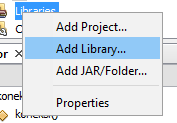 Libraries
Add Project...
Add Library...
Add JAR/Folder...
Properties